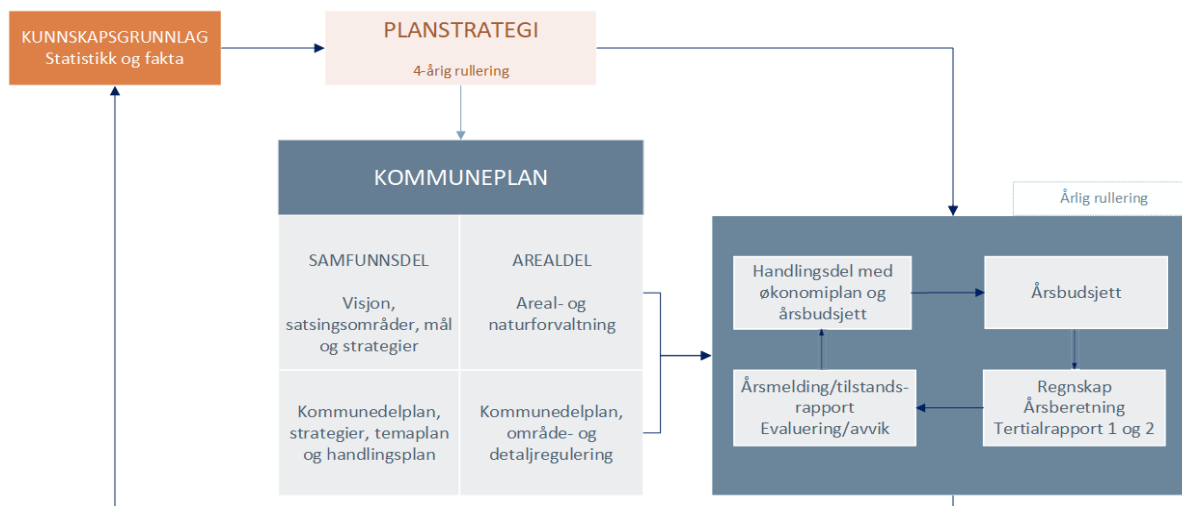 KUNNSKAPSGRUNNLAG
Statistikk og fakta
PLANSTRATEGI
4-årig rullering
KOMMUNEPLAN
SAMFUNNSDEL
Visjon,
satsingsområder, mål
og strategier
AREALDEL
Areal- og
naturforvaltning
Kommunedelplan,
strategier, temaplan
og handlingsplan
Kommunedelplan,
område- og
detaljregulering
Årlig rullering
Handlingsdel med
økonomiplan og
årsbudsjett
Årsbudsjett
Årsmelding/tilstands-
rapport
Evaluering/avvik
Regnskap
Årsberetning
Tertialrapport 1 og 2